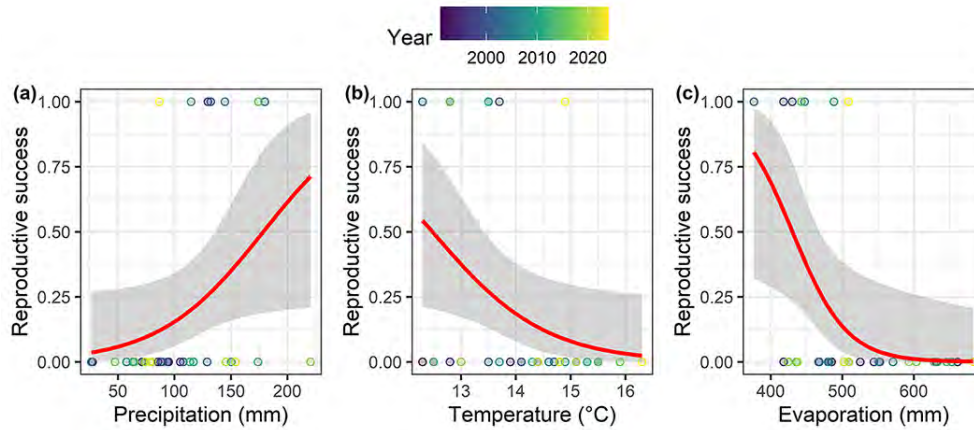 Year
2000 2010 2020
(a) (b) (c)
1.00 1.00 1.00
0.75 0.75 0.75
0.50 0.50 0.50
0.25 0.25 0.25
0.00 0.00 0.00
Reproductive success Reproductive success Reproductive success
50 100 150 200 13 14 15 16 400 500 600
Precipitation (mm) Temperature (°C) Evaporation (mm)